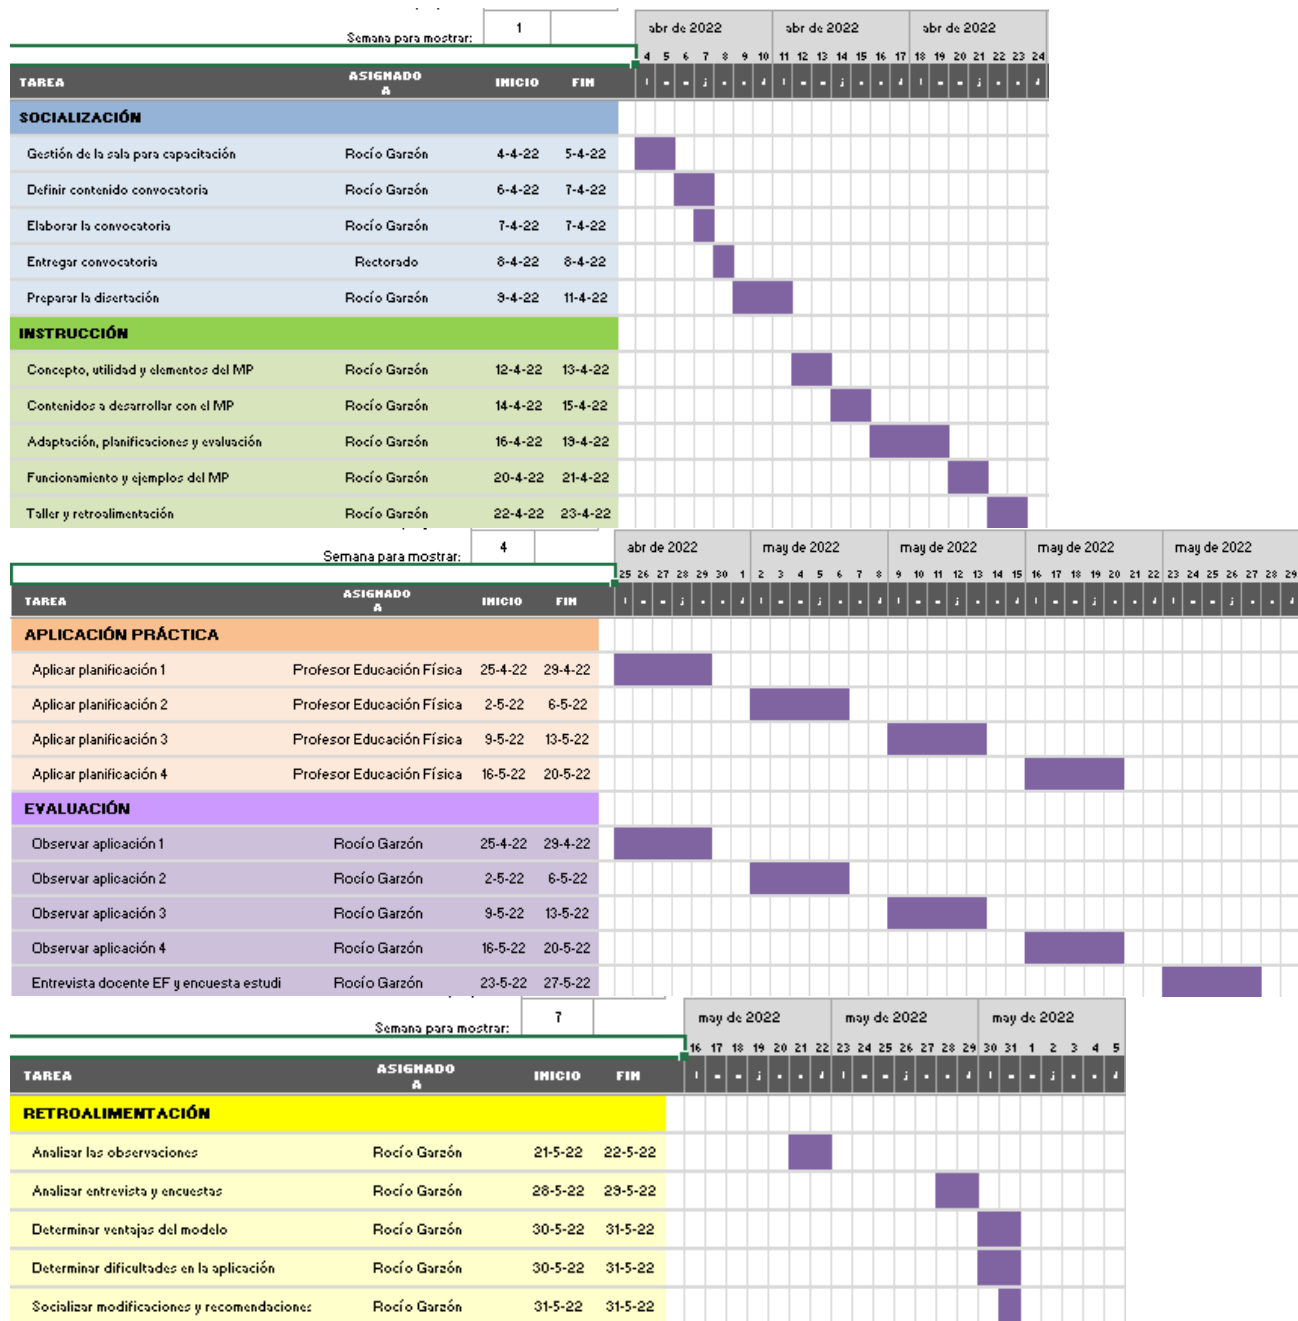 Semana para mostrar: 1
abr de 2022 abr de 2022 abr de 2022
4 5 6 7 8 9 10 11 12 13 14 15 16 17 18 19 20 21 22 23 24
TAREA ASIGNADO A INICIO FIN
SOCIALIZACIÓN
Gestión de la sala para capacitación Rocío Garzón 4-4-22 5-4-22
Definir contenido convocatoria Rocío Garzón 6-4-22 7-4-22
Elaborar la convocatoria Rocío Garzón 7-4-22 7-4-22
Entregar convocatoria Rectorado 8-4-22 8-4-22
Preparar la disertación Rocío Garzón 9-4-22 11-4-22
INSTRUCCIÓN
Concepto, utilidad y elementos del MP Rocío Garzón 12-4-22 13-4-22
Contenidos a desarrollar con el MP Rocío Garzón 14-4-22 15-4-22
Adaptación, planificaciones y evaluación Rocío Garzón 16-4-22 19-4-22
Funcionamiento y ejemplos del MP Rocío Garzón 20-4-22 21-4-22
Taller y retroalimentación Rocío Garzón 22-4-22 23-4-22
Semana para mostrar: 4
abr de 2022 may de 2022 may de 2022 may de 2022 may de 2022
25 26 27 28 29 30 1 2 3 4 5 6 7 8 9 10 11 12 13 14 15 16 17 18 19 20 21 22 23 24 25 26 27 28 29
TAREA ASIGNADO A INICIO FIN
APLICACIÓN PRÁCTICA
Aplicar planificación 1 Profesor Educación Física 25-4-22 29-4-22
Aplicar planificación 2 Profesor Educación Física 2-5-22 6-5-22
Aplicar planificación 3 Profesor Educación Física 9-5-22 13-5-22
Aplicar planificación 4 Profesor Educación Física 16-5-22 20-5-22
EVALUACIÓN
Observar aplicación 1 Rocío Garzón 25-4-22 29-4-22
Observar aplicación 2 Rocío Garzón 2-5-22 6-5-22
Observar aplicación 3 Rocío Garzón 9-5-22 13-5-22
Observar aplicación 4 Rocío Garzón 16-5-22 20-5-22
Entrevista docente EF y encuesta estudi Rocío Garzón 23-5-22 27-5-22
Semana para mostrar: 7
may de 2022 may de 2022 may de 2022
16 17 18 19 20 21 22 23 24 25 26 27 28 29 30 31 1 2 3 4 5
TAREA ASIGNADO A INICIO FIN
RETROALIMENTACIÓN
Analizar las observaciones Rocío Garzón 21-5-22 22-5-22
Analizar entrevista y encuestas Rocío Garzón 28-5-22 29-5-22
Determinar ventajas del modelo Rocío Garzón 30-5-22 31-5-22
Determinar dificultades en la aplicación Rocío Garzón 30-5-22 31-5-22
Socializar modificaciones y recomendaciones Rocío Garzón 31-5-22 31-5-22